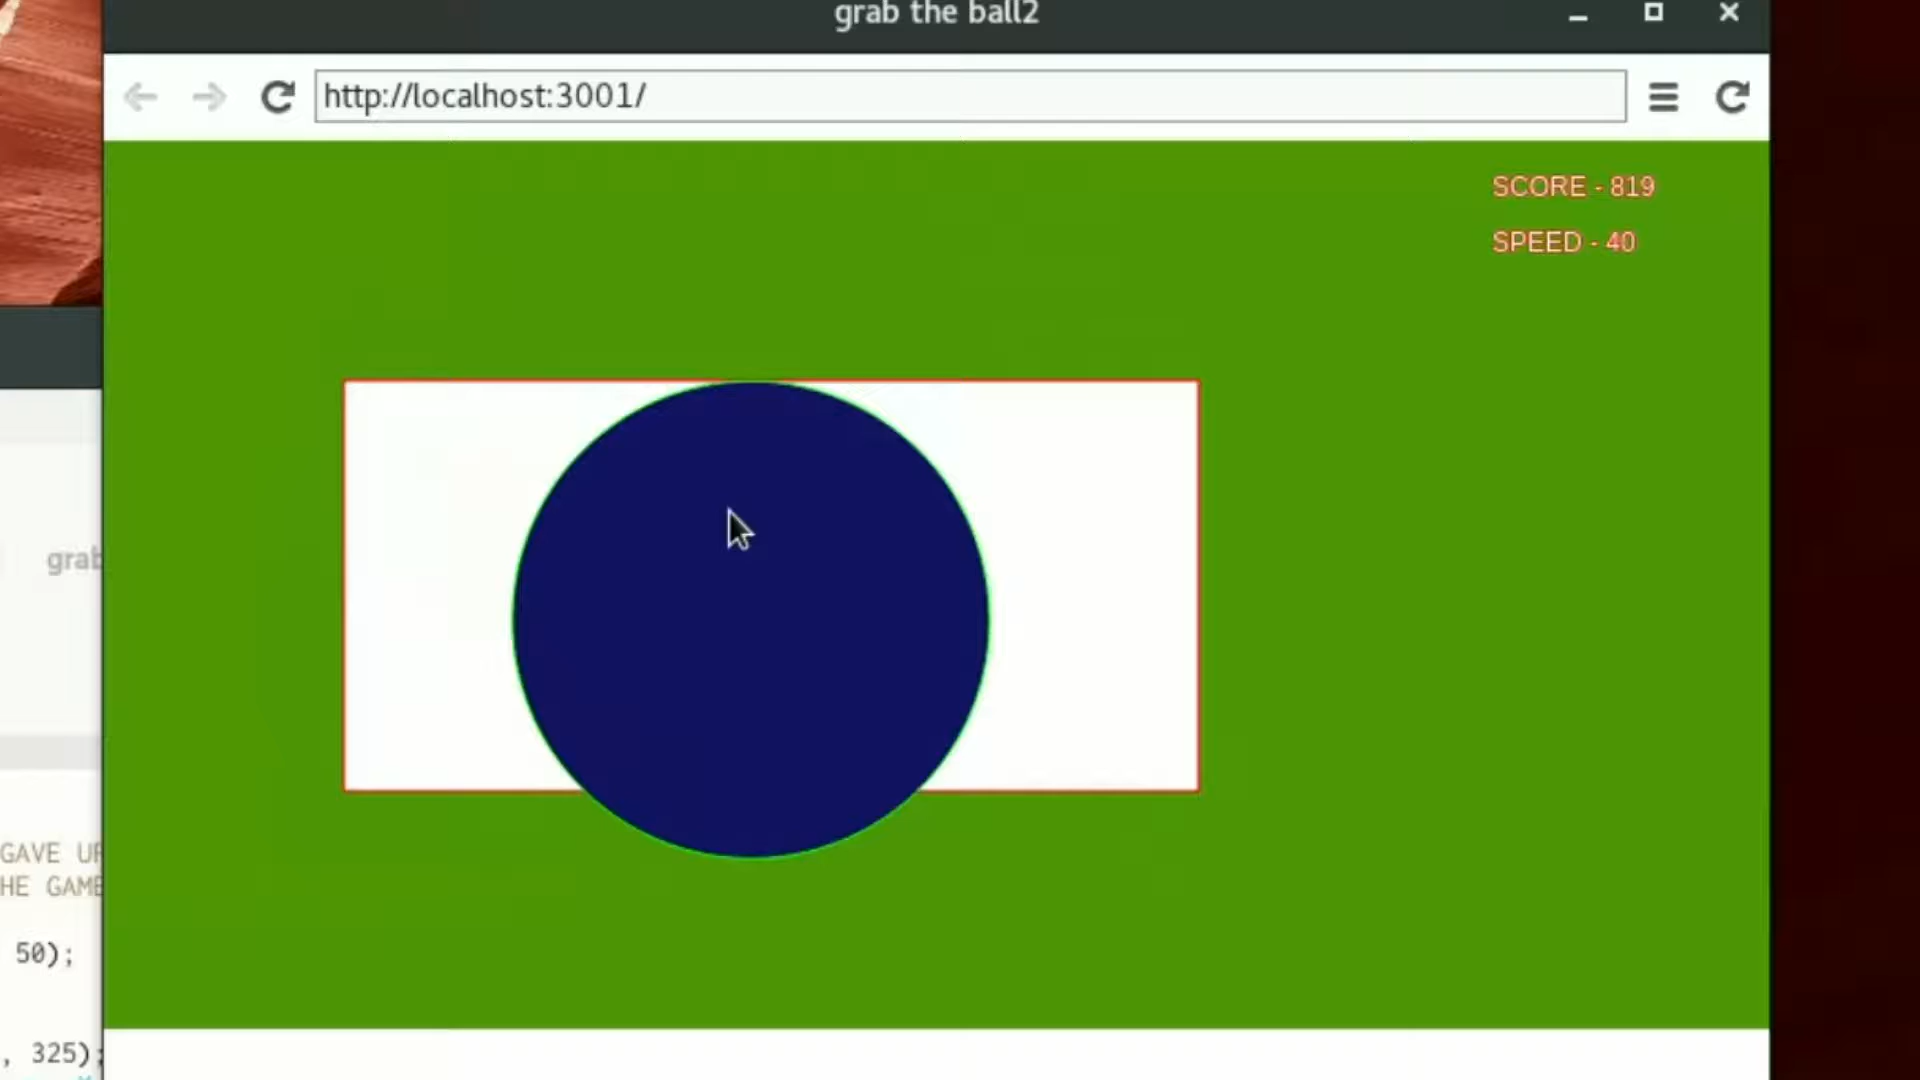 grab the ball2
http://localhost:3001/
SCORE - 819
SPEED - 40
grab
GAVE UP
HE GAME
50);
, 325);